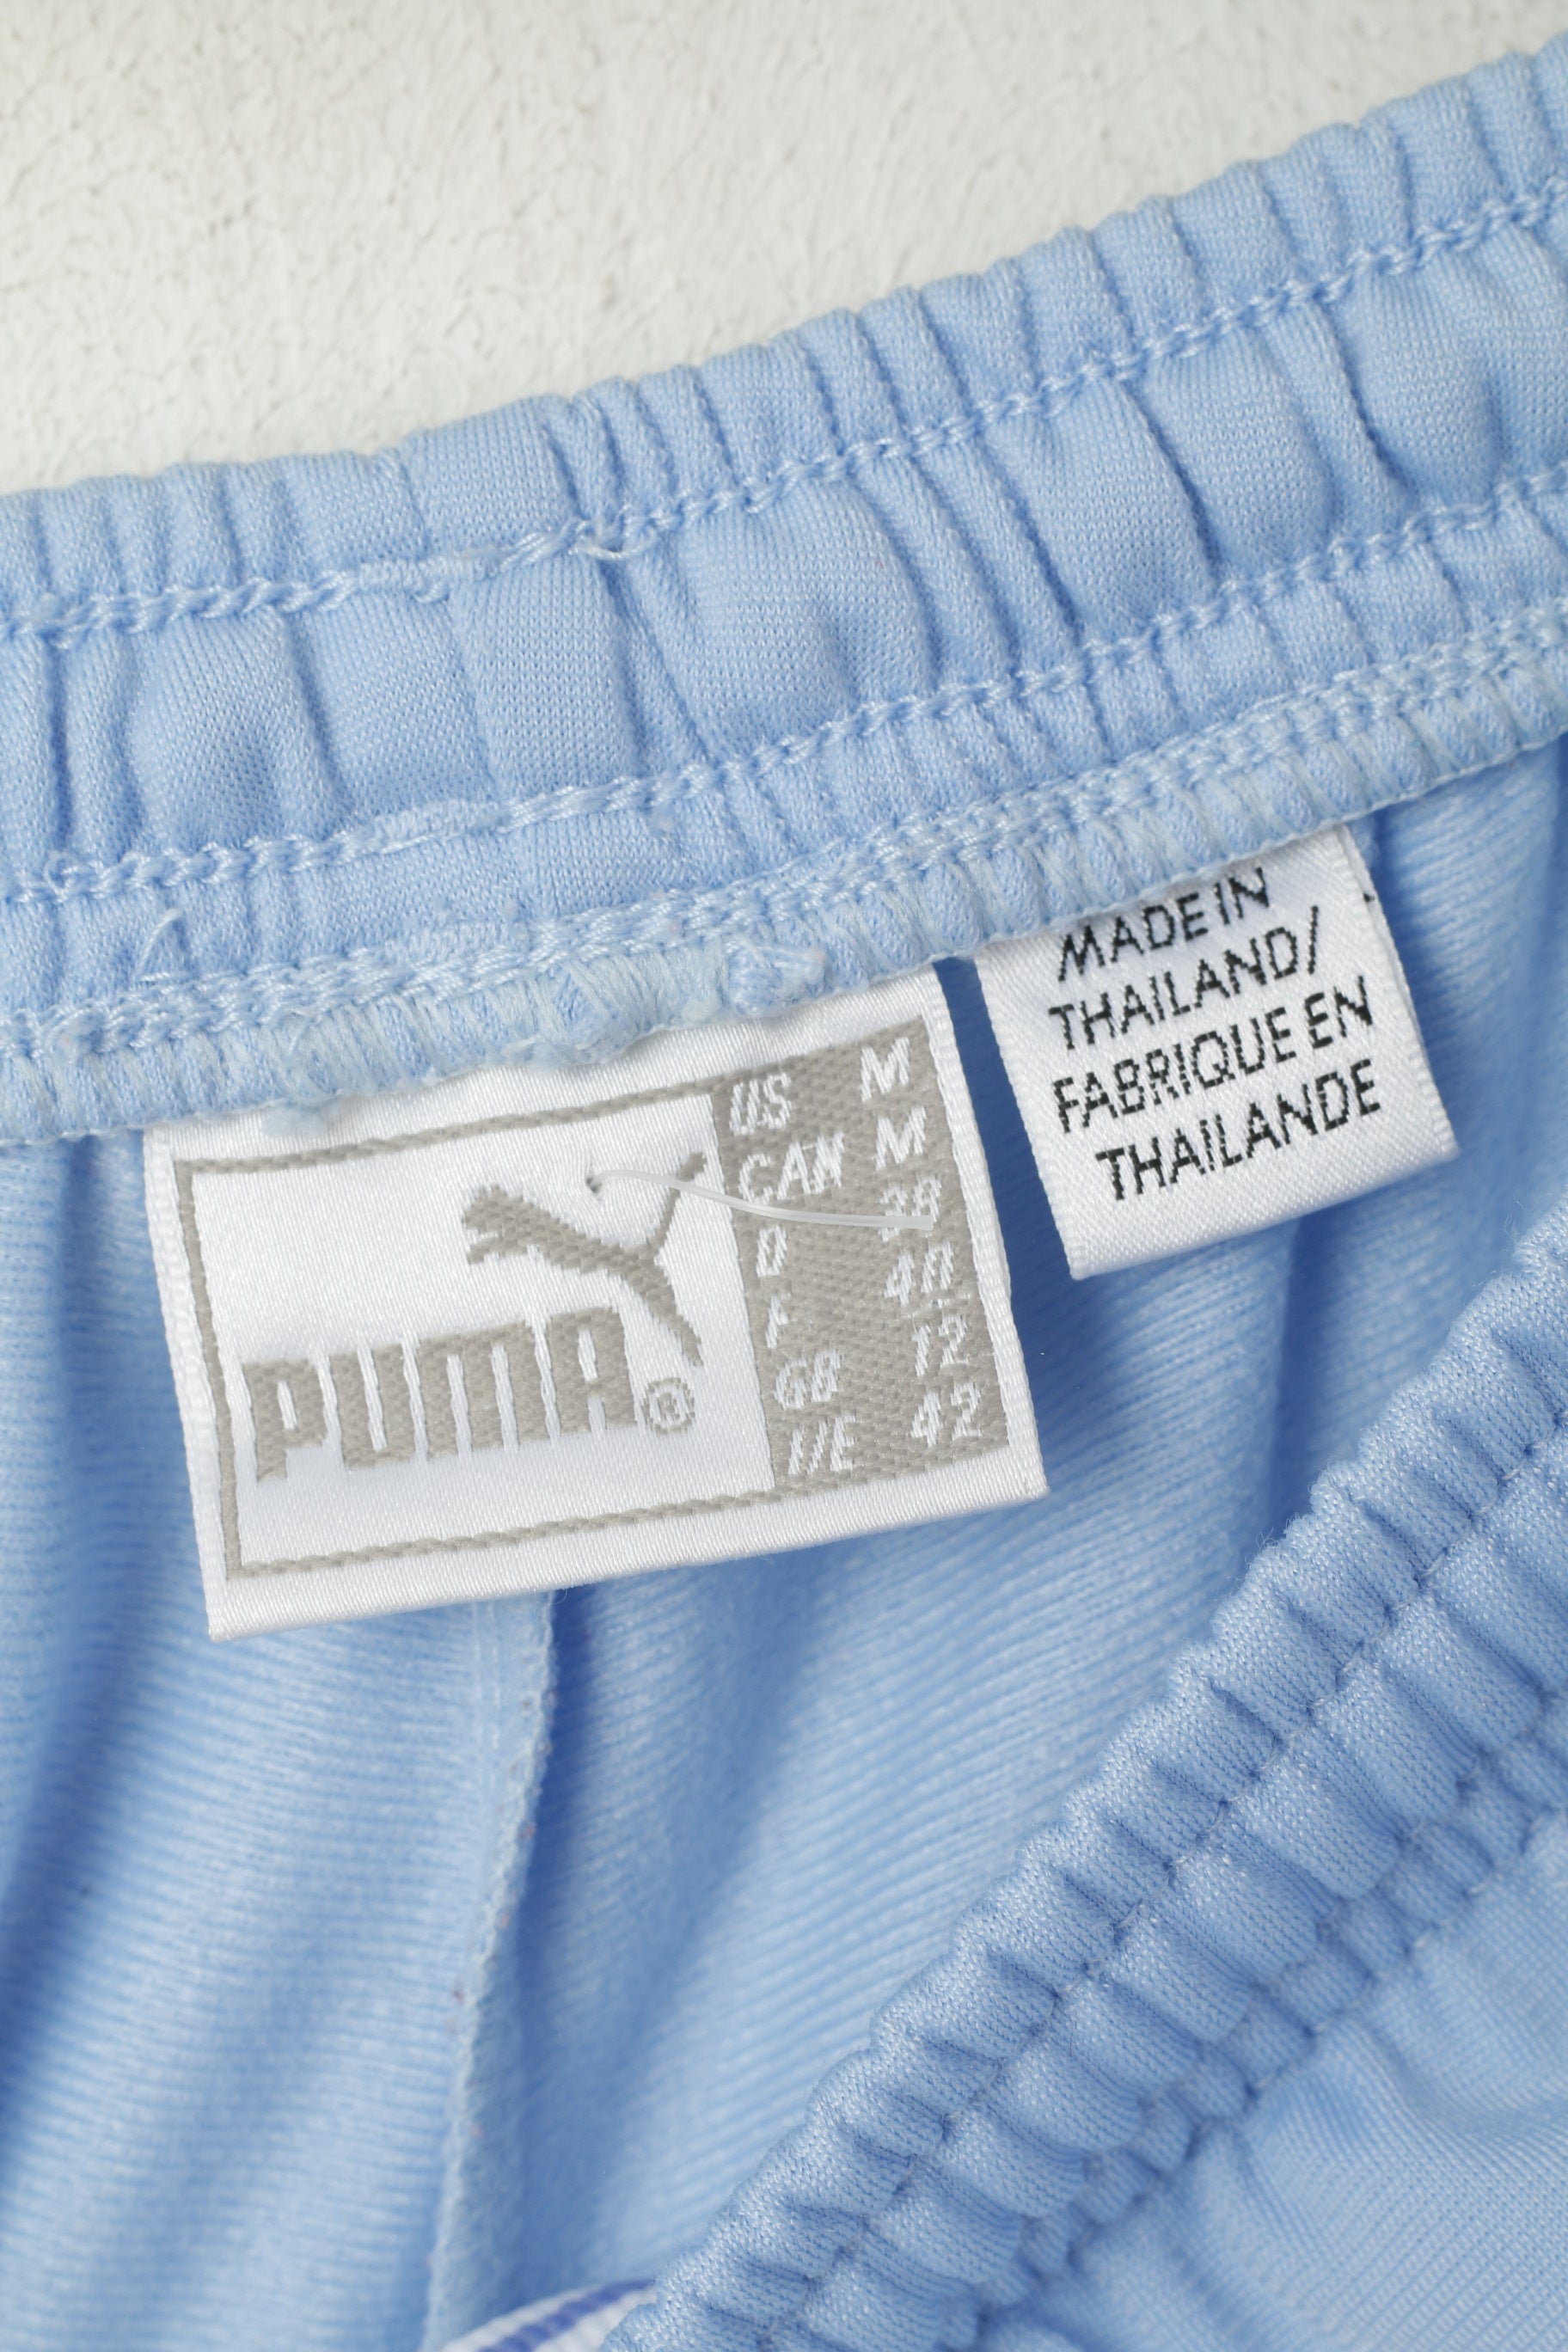 PUMA®
US M
CAN M
D 38
F 40
GB 12
I/E 42
MADE IN
THAILAND/
FABRIQUE EN
THAILANDE